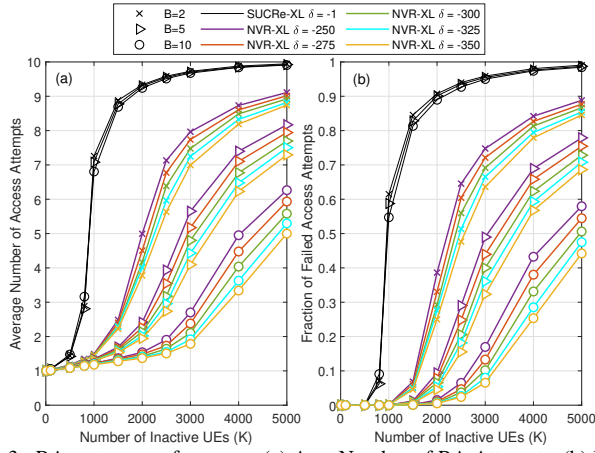 B=2 SUCRe-XL δ = -1 NVR-XL δ = -300
B=5 NVR-XL δ = -250 NVR-XL δ = -325
B=10 NVR-XL δ = -275 NVR-XL δ = -350
(a)
Average Number of Access Attempts
10
9
8
7
6
5
4
3
2
1
0
0 1000 2000 3000 4000 5000
Number of Inactive UEs (K)
(b)
Fraction of Failed Access Attempts
1
0.9
0.8
0.7
0.6
0.5
0.4
0.3
0.2
0.1
0
0 1000 2000 3000 4000 5000
Number of Inactive UEs (K)